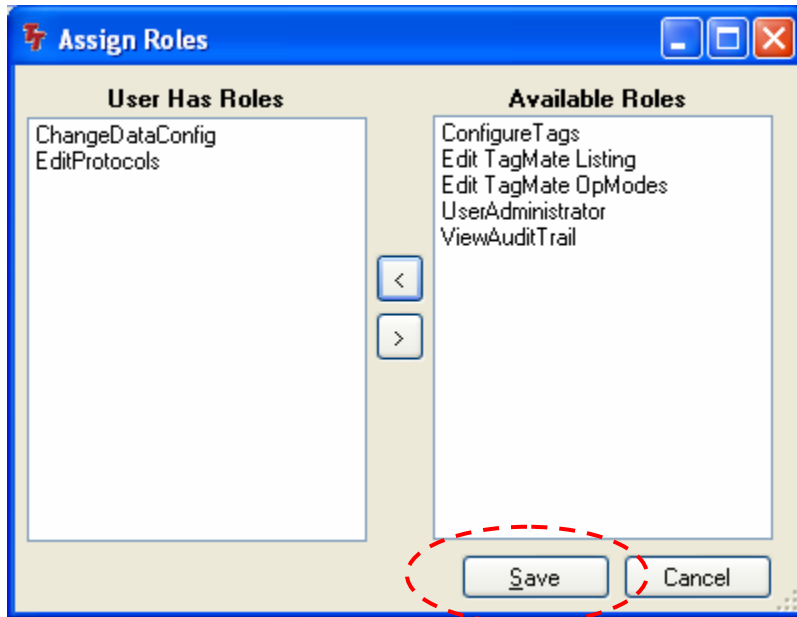 Assign Roles
User Has Roles
ChangeDataConfig
EditProtocols
Available Roles
ConfigureTags
Edit TagMate Listing
Edit TagMate OpModes
UserAdministrator
ViewAuditTrail
<
>
Save
Cancel